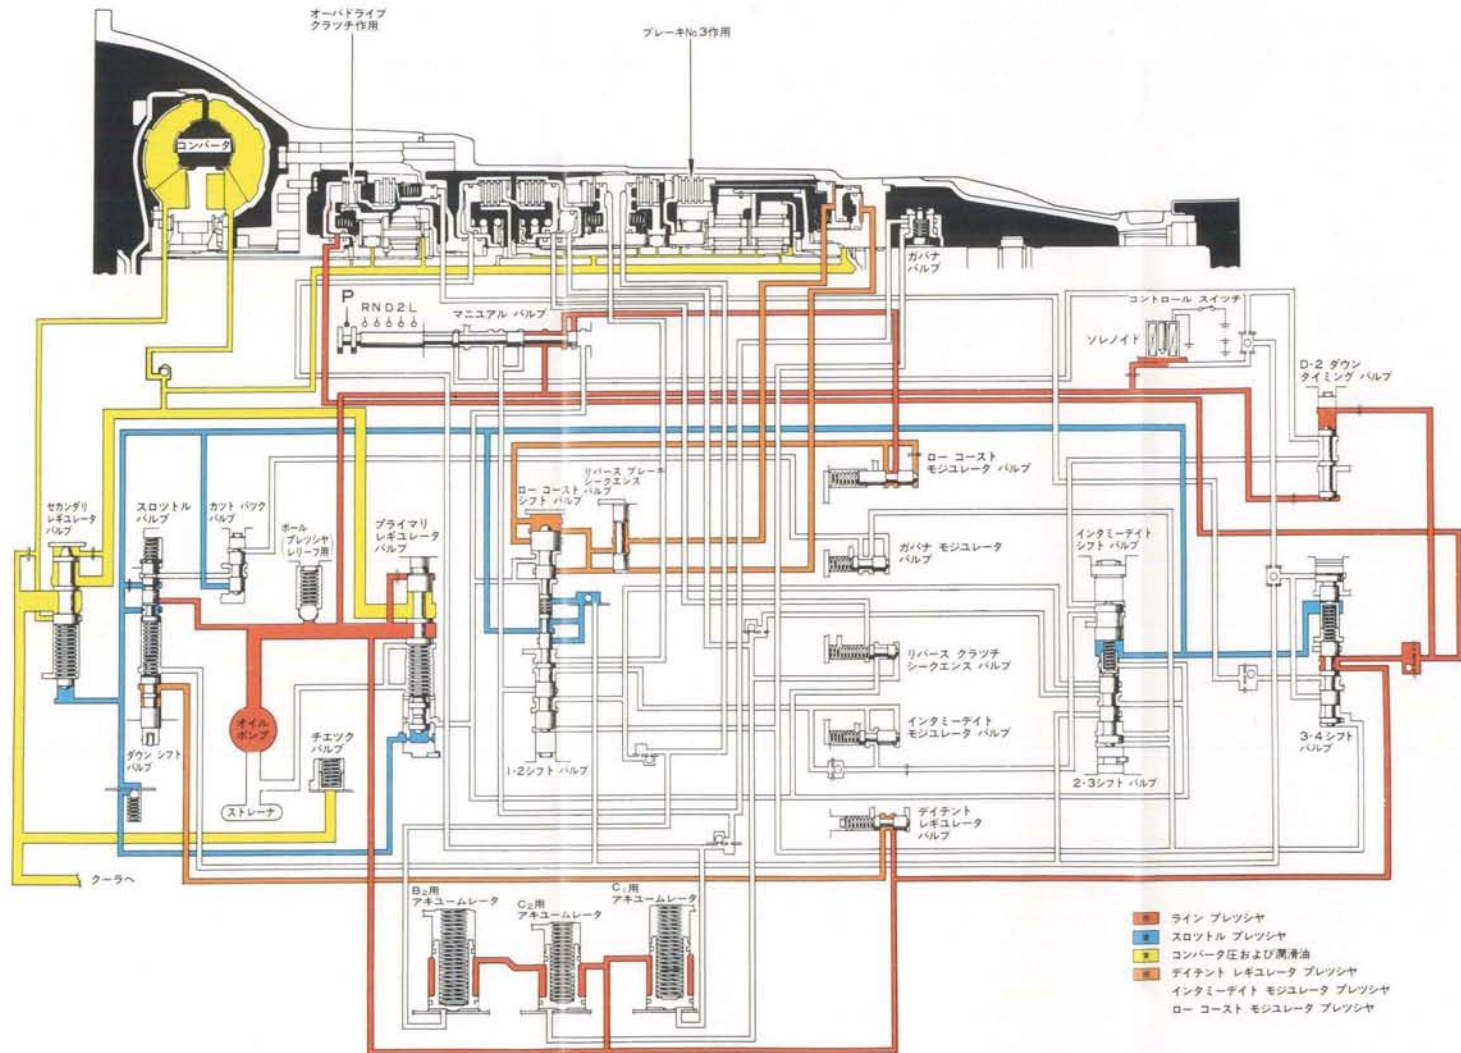 オーバドライブ
クラッチ作用
ブレーキNo.3作用
コンバータ
ガバナ
バルブ
P
R N D 2 L
マニュアル バルブ
コントロール スイッチ
ソレノイド
D-2 ダウン
タイミング バルブ
ロー コースト
モジュレータ バルブ
リバース ブレーキ
シークエンス
バルブ
ロー コースト
シフト バルブ
セカンダリ
レギュレータ
バルブ
スロットル
バルブ
カット バック
バルブ
ボール
プレッシャ
レリーフ用
プライマリ
レギュレータ
バルブ
ガバナ モジュレータ
バルブ
インタミーデイト
シフト バルブ
リバース クラッチ
シークエンス バルブ
オイル
ポンプ
チエック
バルブ
ダウン シフト
バルブ
インタミーデイト
モジュレータ バルブ
1-2シフト バルブ
2-3シフト バルブ
3-4シフト
バルブ
ストレーナ
デイテント
レギュレータ
バルブ
クーラへ
B₂用
アキュームレータ
C₂用
アキュームレータ
C₁用
アキュームレータ
ライン プレッシャ
スロットル プレッシャ
コンバータ圧および潤滑油
デイテント レギュレータ プレッシャ
インタミーデイト モジュレータ プレッシャ
ロー コースト モジュレータ プレッシャ